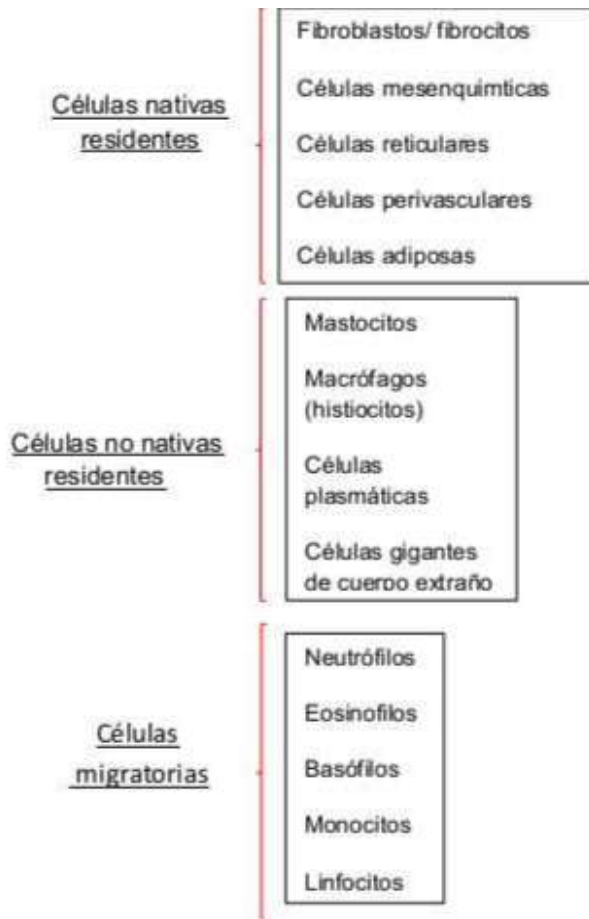 Células nativas
residentes
Fibroblastos/ fibrocitos
Células mesenquimticas
Células reticulares
Células perivasculares
Células adiposas
Células no nativas
residentes
Mastocitos
Macrófagos
(histiocitos)
Células
plasmáticas
Células gigantes
de cuerpo extraño
Células
migratorias
Neutrófilos
Eosinofilos
Basófilos
Monocitos
Linfocitos